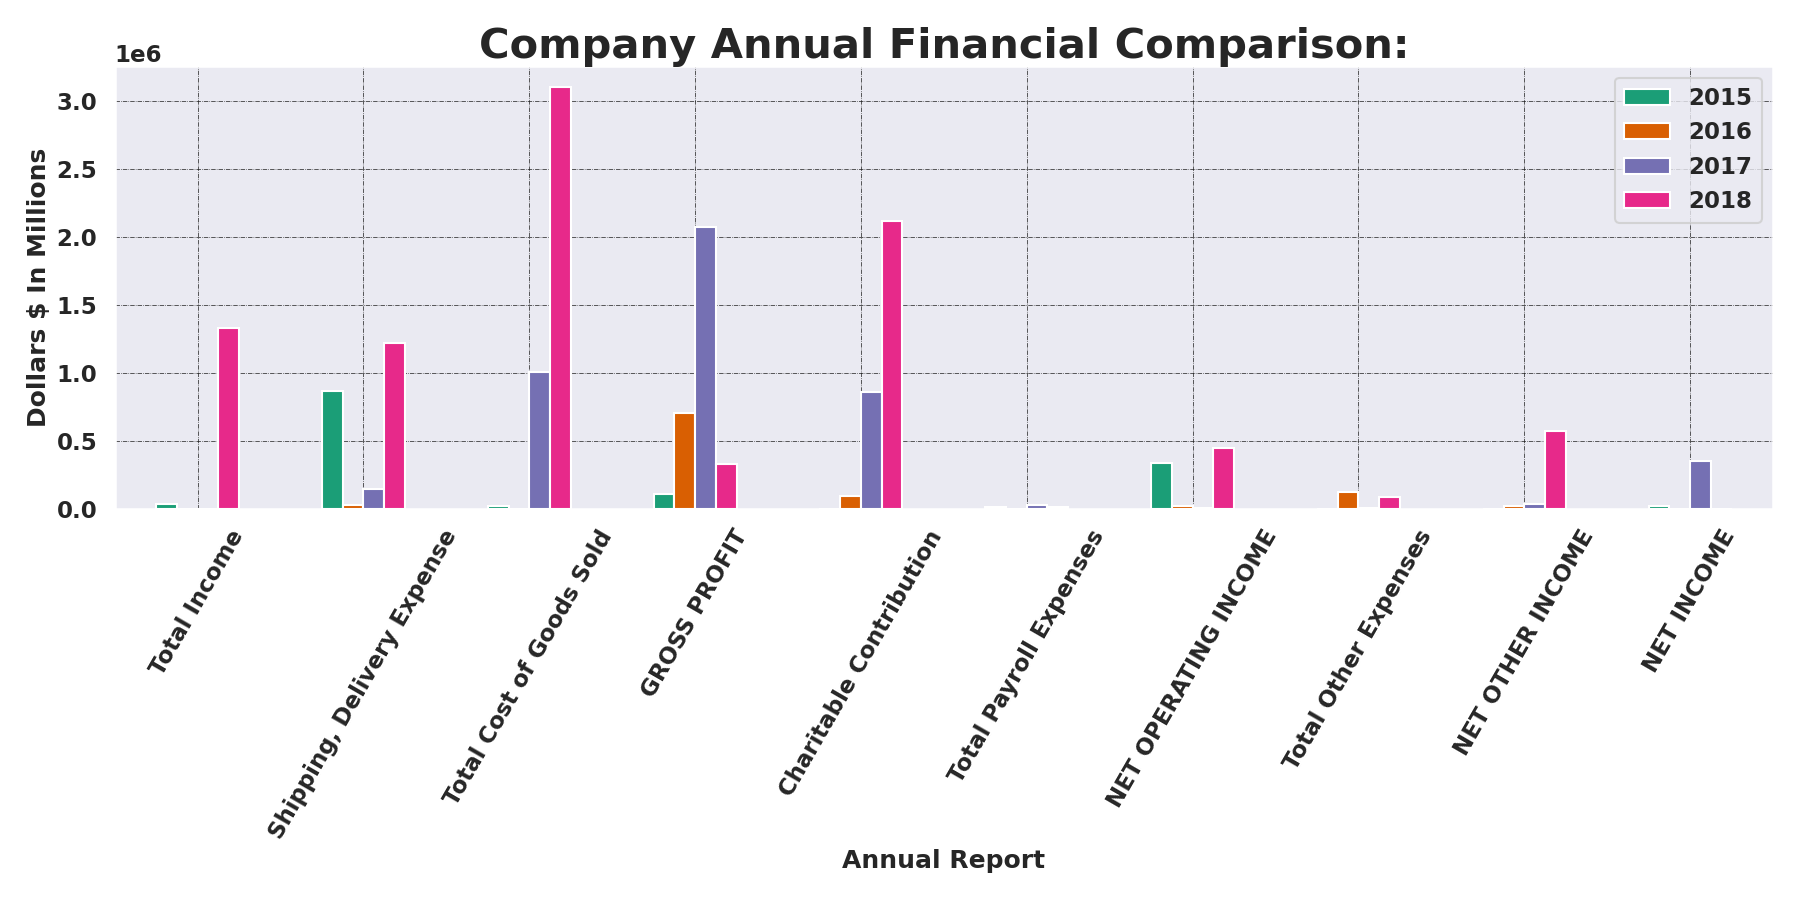 Company Annual Financial Comparison:
1e6
3.0
2.5
2.0
1.5
1.0
0.5
0.0
Dollars $ In Millions
2015
2016
2017
2018
Total Income
Shipping, Delivery Expense
Total Cost of Goods Sold
GROSS PROFIT
Charitable Contribution
Total Payroll Expenses
NET OPERATING INCOME
Total Other Expenses
NET OTHER INCOME
NET INCOME
Annual Report